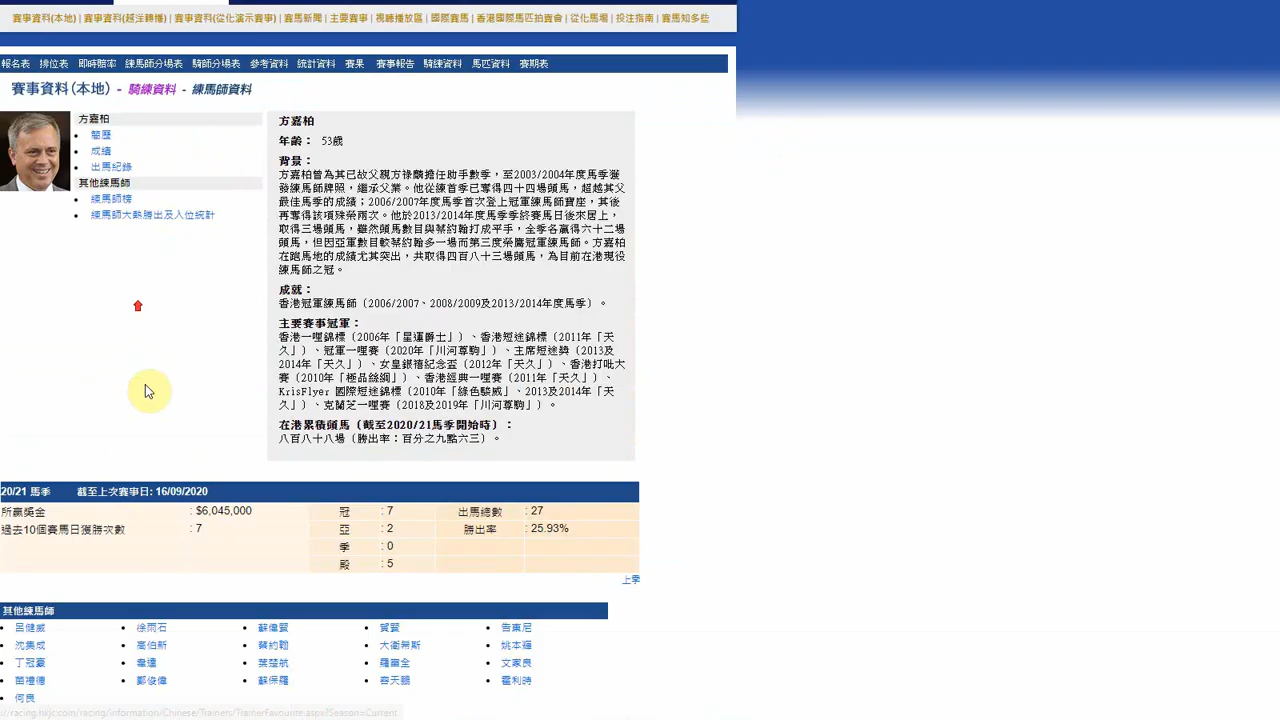 賽事資料(本地) | 賽事資料(越洋轉播) | 賽事資料(從化演示賽事) | 賽馬新聞 | 主要賽事 | 視聽播放區 | 國際賽馬 | 香港國際馬匹拍賣會 | 從化馬場 | 投注指南 | 賽馬知多些
報名表 排位表 即時賠率 練馬師分場表 騎師分場表 參考資料 統計資料 賽果 賽事報告 騎練資料 馬匹資料 賽期表
賽事資料(本地) - 騎練資料 - 練馬師資料
方嘉柏
簡歷
成績
出馬紀錄
其他練馬師
練馬師榜
練馬師大熱勝出及入位統計
方嘉柏
年齡： 53歲
背景：
方嘉柏曾為其已故父親方祿麟擔任助手數季，至2003/2004年度馬季獲
發練馬師牌照，繼承父業。他從練首季已奪得四十四場頭馬，超越其父
最佳馬季的成績；2006/2007年度馬季首次登上冠軍練馬師寶座，其後
再奪得該項殊榮兩次。他於2013/2014年度馬季季終賽馬日後來居上，
取得三場頭馬，雖然頭馬數目與蔡約翰打成平手，全季各贏得六十二場
頭馬，但因亞軍數目較蔡約翰多一場而第三度榮膺冠軍練馬師。方嘉柏
在跑馬地的成績尤其突出，共取得四百八十三場頭馬，為目前在港現役
練馬師之冠。
成就：
香港冠軍練馬師（2006/2007、2008/2009及2013/2014年度馬季）。
主要賽事冠軍：
香港一哩錦標（2006年「星運爵士」）、香港短途錦標（2011年「天
久」）、冠軍一哩賽（2020年「川河尊駒」）、主席短途獎（2013及
2014年「天久」）、女皇銀禧紀念盃（2012年「天久」）、香港打吡大
賽（2010年「極品絲綢」）、香港經典一哩賽（2011年「天久」）、
KrisFlyer 國際短途錦標（2010年「綠色駿威」、2013及2014年「天
久」）、克蘭芝一哩賽（2018及2019年「川河尊駒」）。
在港累積頭馬（截至2020/21馬季開始時）：
八百八十八場（勝出率：百分之九點六三）。
20/21 馬季 截至上次賽事日: 16/09/2020
所贏獎金 : $6,045,000 冠 : 7 出馬總數 : 27
過去10個賽馬日獲勝次數 : 7 亞 : 2 勝出率 : 25.93%
季 : 0
殿 : 5
上季
其他練馬師
呂健威 徐雨石 蘇偉賢 賀賢 告東尼
沈集成 高伯新 蔡約翰 大衛希斯 姚本輝
丁冠豪 韋達 葉楚航 羅富全 文家良
苗禮德 鄭俊偉 蘇保羅 容天鵬 霍利時
何良
://racing.hkjc.com/racing/information/Chinese/Trainers/TrainerFavourite.aspx?Season=Current